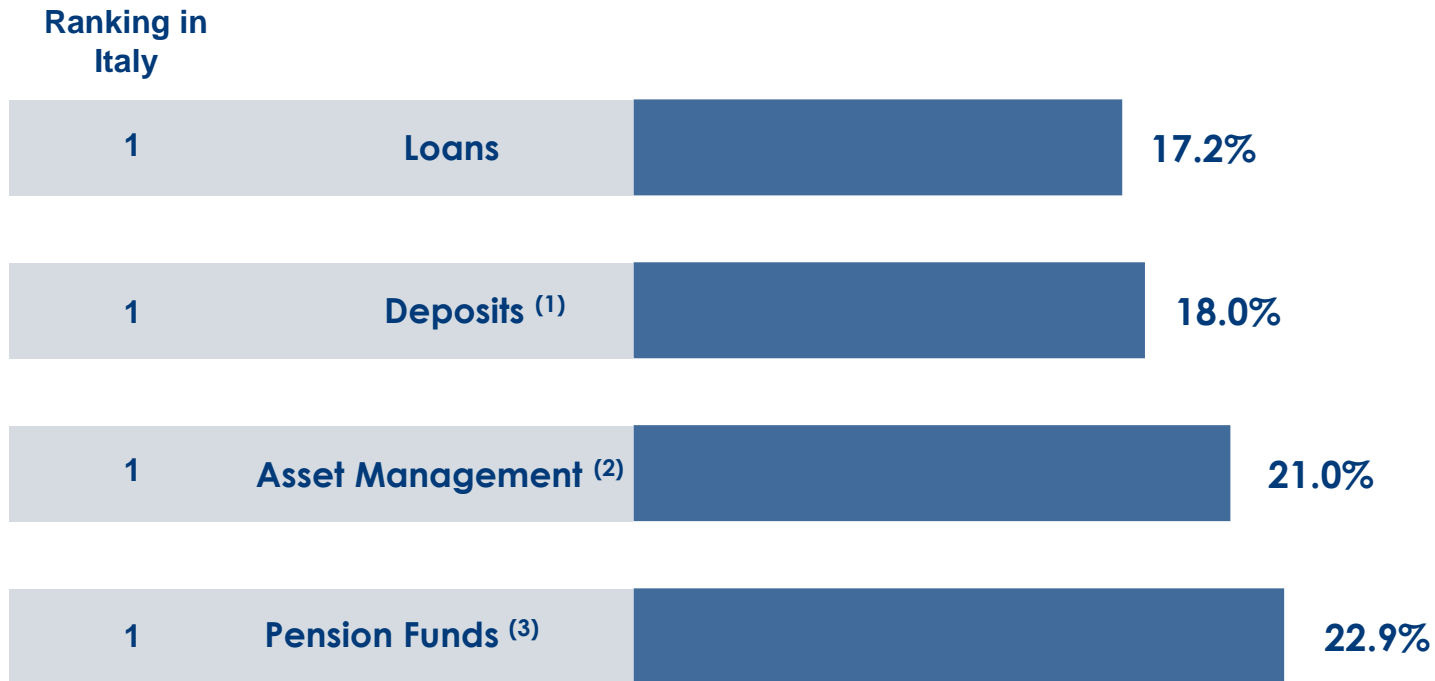 Ranking in
Italy
1 Loans 17.2%
1 Deposits (1) 18.0%
1 Asset Management (2) 21.0%
1 Pension Funds (3) 22.9%